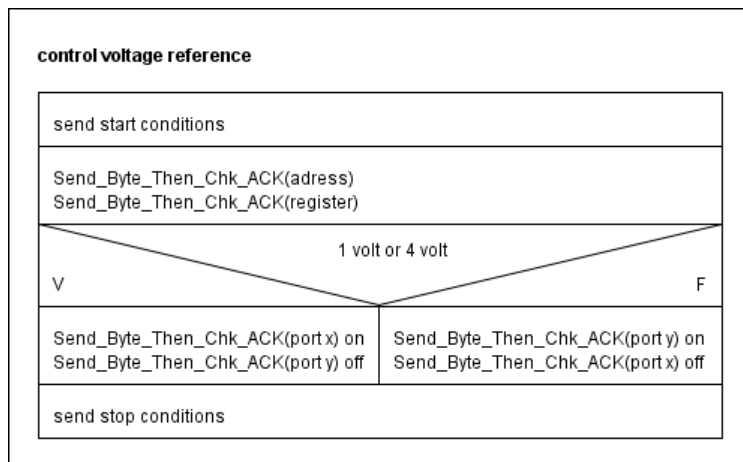 control voltage reference
send start conditions
Send_Byte_Then_Chk_ACK(adress)
Send_Byte_Then_Chk_ACK(register)
1 volt or 4 volt
V
F
Send_Byte_Then_Chk_ACK(port x) on
Send_Byte_Then_Chk_ACK(port y) off
Send_Byte_Then_Chk_ACK(port y) on
Send_Byte_Then_Chk_ACK(port x) off
send stop conditions